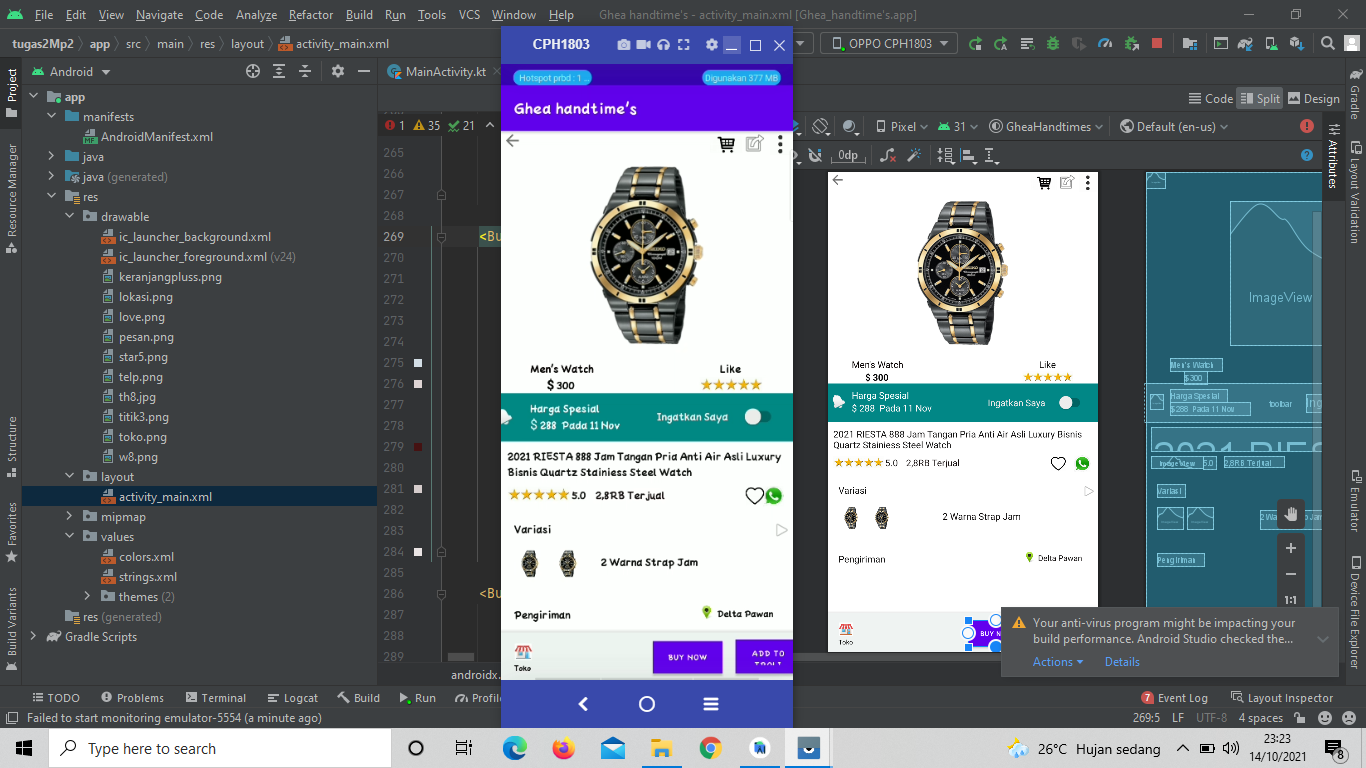 File Edit View Navigate Code Analyze Refactor Build Run Tools VCS Window Help Ghea handtime's - activity_main.xml [Ghea_handtime's.app]
tugas2Mp2 app src main res layout activity_main.xml
OPPO CPH1803
Android
MainActivity.kt
Code Split Design
1 35 21
Pixel 31 GheaHandtimes Default (en-us)
0dp
Project
Resource Manager
Structure
Favorites
Build Variants
app
manifests
AndroidManifest.xml
java
java (generated)
res
drawable
ic_launcher_background.xml
ic_launcher_foreground.xml (v24)
keranjangpluss.png
lokasi.png
love.png
pesan.png
star5.png
telp.png
th8.jpg
titik3.png
toko.png
w8.png
layout
activity_main.xml
mipmap
values
colors.xml
strings.xml
themes (2)
res (generated)
Gradle Scripts
265
266
267
268
269 <Bu
270
271
272
273
274
275
276
277
278
279
280
281
282
283
284
285
286 <Bu
287
288
289
androidx.
CPH1803
Hotspot prbd : 1 ...
Digunakan 377 MB
Ghea handtime's
Men's Watch Like
$ 300
Harga Spesial
$ 288 Pada 11 Nov
Ingatkan Saya
2021 RIESTA 888 Jam Tangan Pria Anti Air Asli Luxury
Bisnis Quartz Stainiess Steel Watch
5.0 2,8RB Terjual
Variasi
2 Warna Strap Jam
Pengiriman Delta Pawan
Toko
BUY NOW
ADD TO
SEIKO
Men's Watch Like
$ 300
Harga Spesial
$ 288 Pada 11 Nov
Ingatkan Saya
2021 RIESTA 888 Jam Tangan Pria Anti Air Asli Luxury Bisnis
Quartz Stainiess Steel Watch
5.0 2,8RB Terjual
Variasi
2 Warna Strap Jam
Pengiriman Delta Pawan
Toko
BUY N
ImageView
Men's Watch
$ 300
Harga Spesial
$ 288 Pada 11 Nov
toolbar
Ing
2021 RIES
ImageView 5.0 2,8RB Terjual
Variasi
2 Warna Strap Jam
Pengiriman
1:1
Attributes
Gradle
Layout Validation
Emulator
Device File Explorer
Your anti-virus program might be impacting your
build performance. Android Studio checked the...
Actions Details
TODO Problems Terminal Logcat Build Run Profile
7 Event Log Layout Inspector
Failed to start monitoring emulator-5554 (a minute ago)
269:5 LF UTF-8 4 spaces
Type here to search
26°C Hujan sedang
23:23
14/10/2021
8